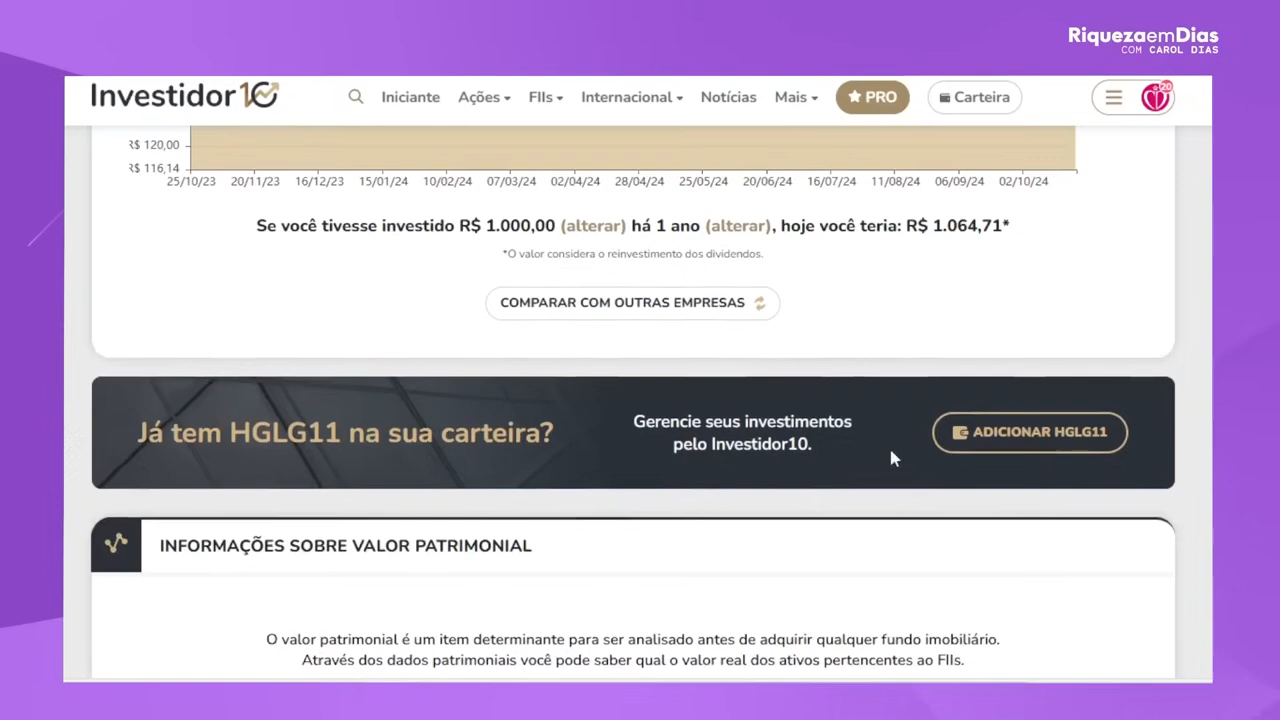 RiquezaemDias
COM CAROL DIAS
Investidor10
Iniciante
Ações
FIIs
Internacional
Notícias
Mais
PRO
Carteira
+20
R$ 120,00
R$ 116,14
25/10/23 20/11/23 16/12/23 15/01/24 10/02/24 07/03/24 02/04/24 28/04/24 25/05/24 20/06/24 16/07/24 11/08/24 06/09/24 02/10/24
Se você tivesse investido R$ 1.000,00 (alterar) há 1 ano (alterar), hoje você teria: R$ 1.064,71*
*O valor considera o reinvestimento dos dividendos.
COMPARAR COM OUTRAS EMPRESAS
Já tem HGLG11 na sua carteira?
Gerencie seus investimentos
pelo Investidor10.
ADICIONAR HGLG11
INFORMAÇÕES SOBRE VALOR PATRIMONIAL
O valor patrimonial é um item determinante para ser analisado antes de adquirir qualquer fundo imobiliário.
Através dos dados patrimoniais você pode saber qual o valor real dos ativos pertencentes ao FIIs.